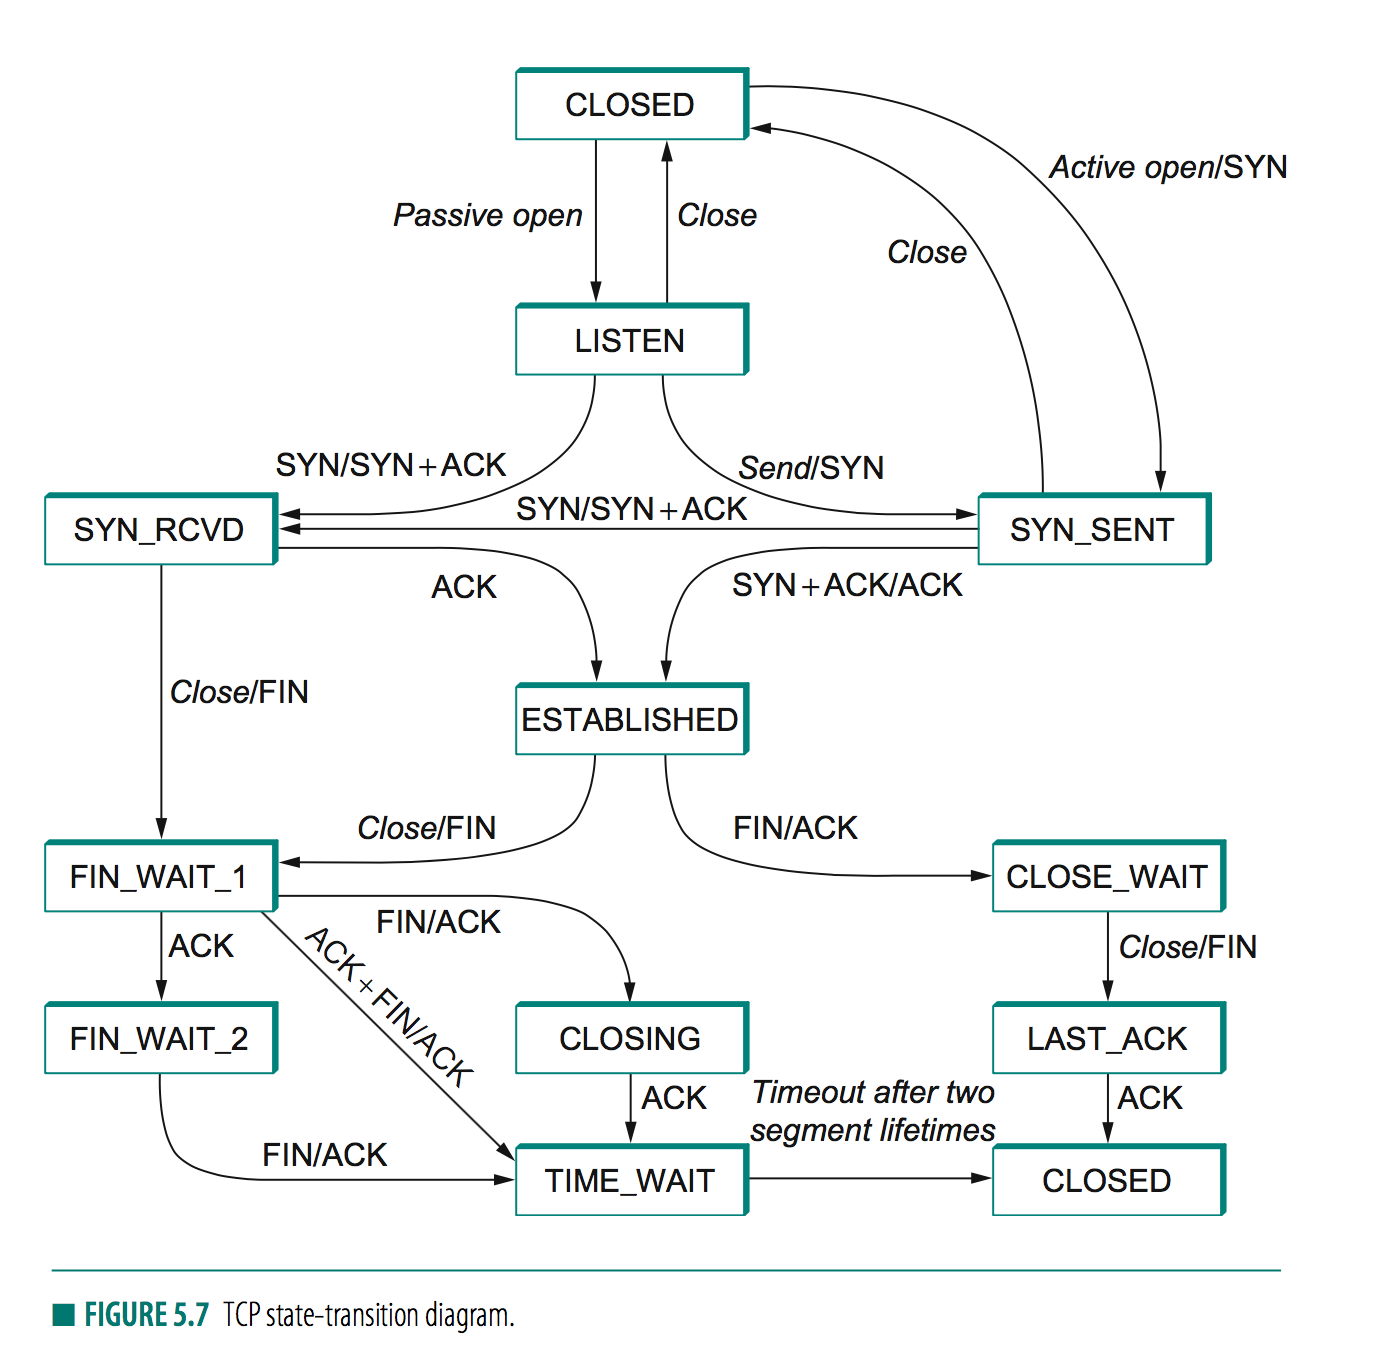 CLOSED
Active open/SYN
Passive open
Close
Close
LISTEN
SYN/SYN+ACK
Send/SYN
SYN/SYN+ACK
SYN_RCVD
SYN_SENT
ACK
SYN+ACK/ACK
Close/FIN
ESTABLISHED
Close/FIN
FIN/ACK
FIN_WAIT_1
CLOSE_WAIT
FIN/ACK
ACK
ACK+FIN/ACK
Close/FIN
FIN_WAIT_2
CLOSING
LAST_ACK
ACK
Timeout after two
segment lifetimes
ACK
FIN/ACK
TIME_WAIT
CLOSED
FIGURE 5.7 TCP state-transition diagram.